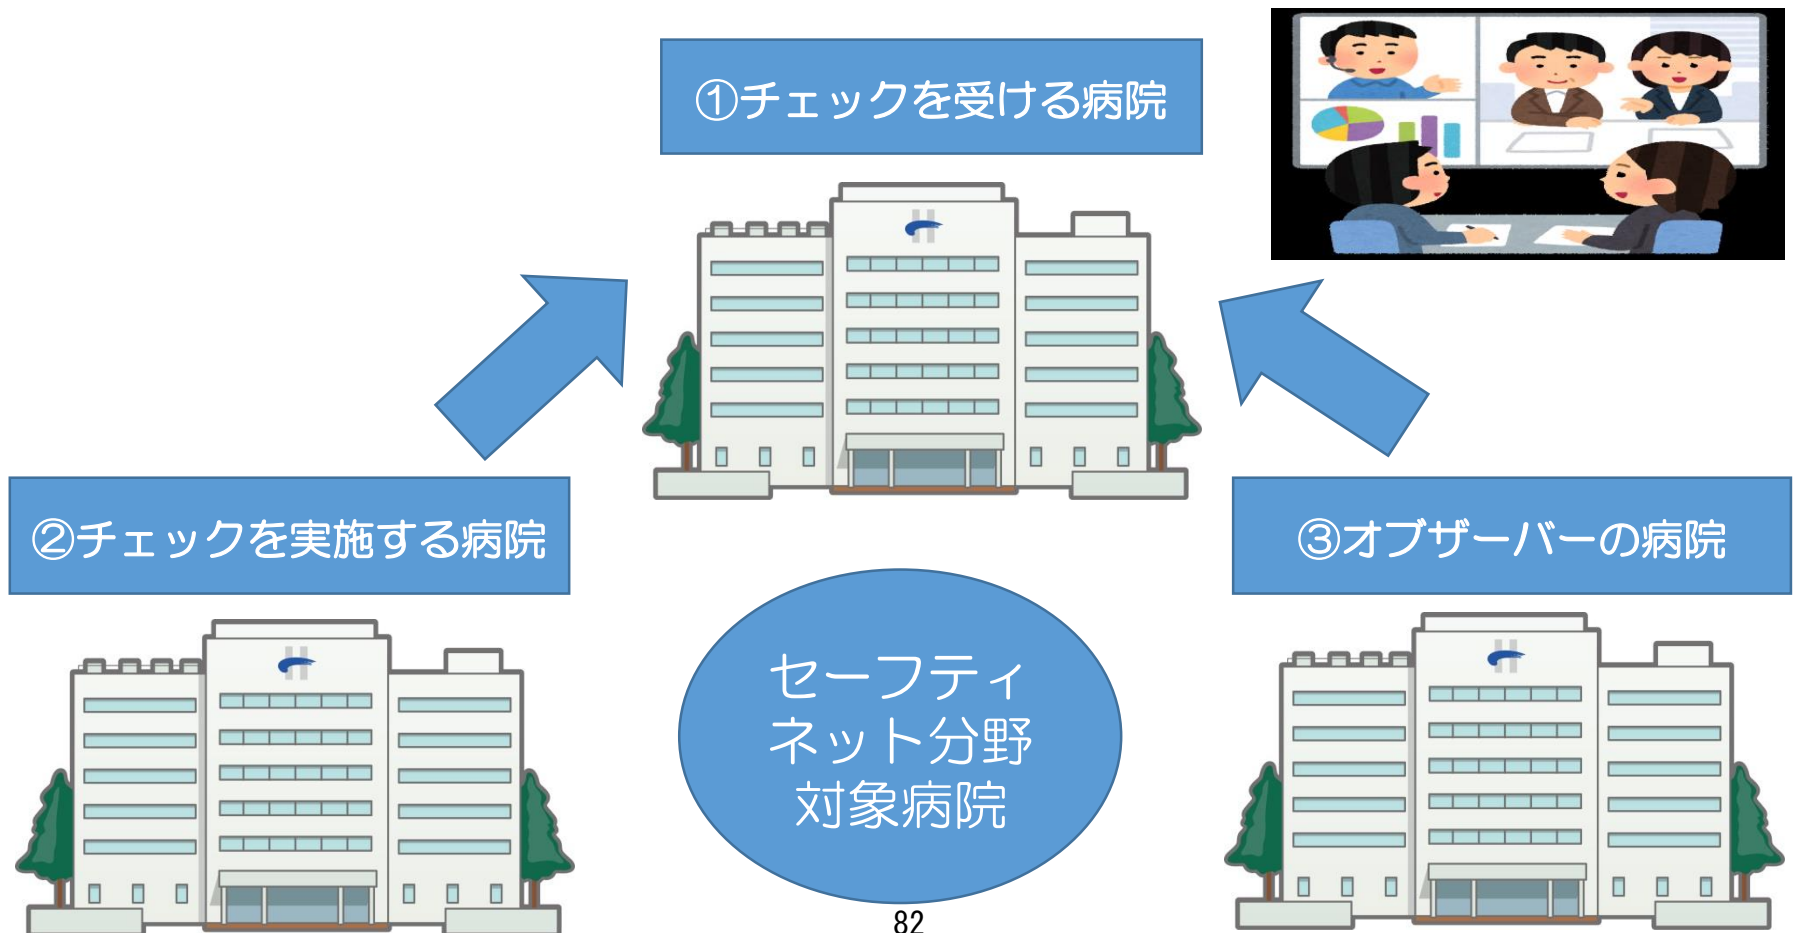 ①チェックを受ける病院
②チェックを実施する病院
③オブザーバーの病院
セーフティ
ネット分野
対象病院
82